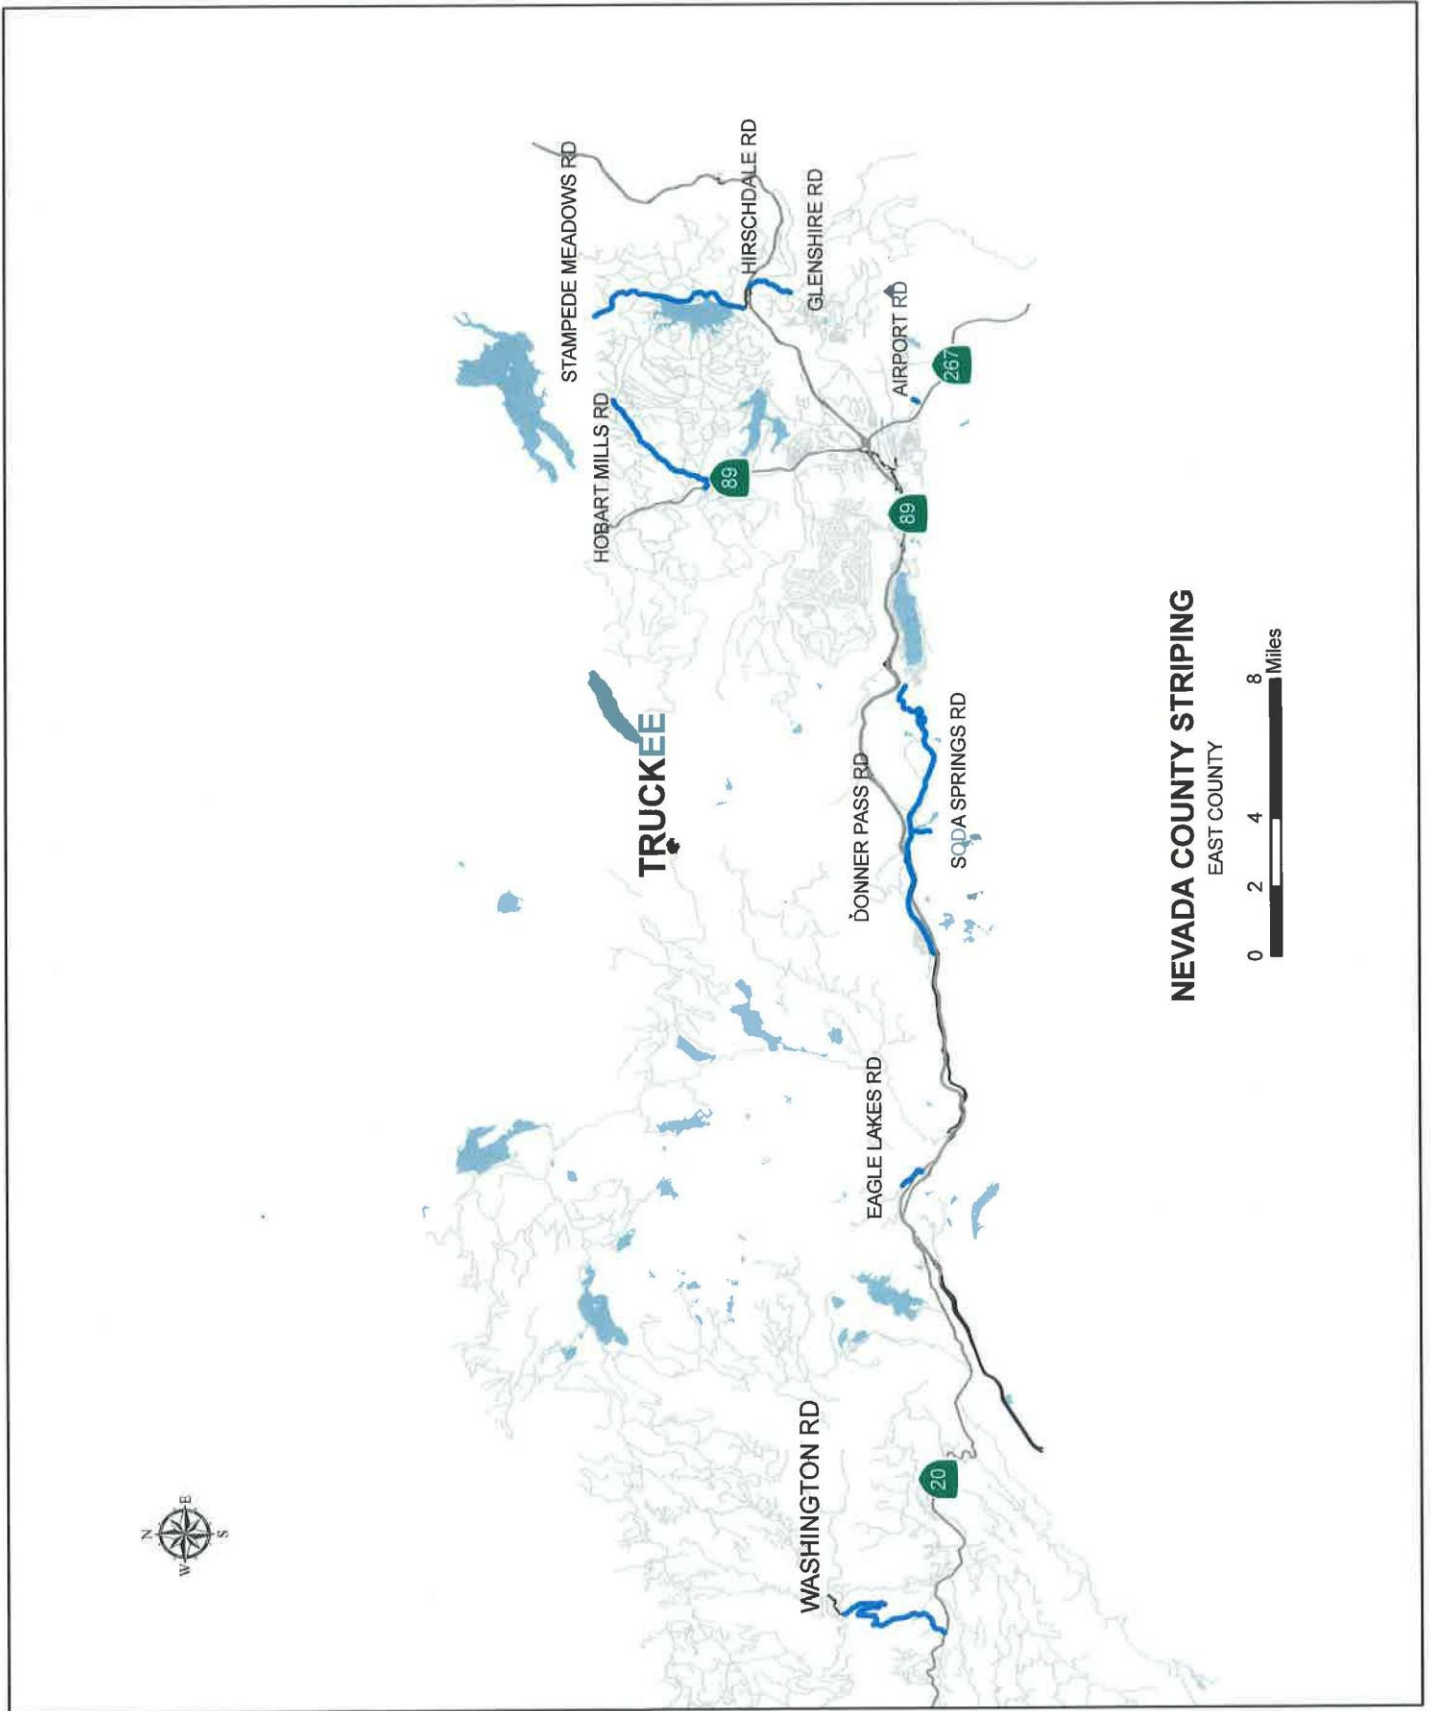 STAMPEDE MEADOWS RD
HIRSCHDALE RD
GLENSHIRE RD
HOBART MILLS RD
AIRPORT RD
267
89
89
TRUCKEE
DONNER PASS RD
SODA SPRINGS RD
EAGLE LAKES RD
WASHINGTON RD
20
N
W E
S
NEVADA COUNTY STRIPING
EAST COUNTY
0 2 4 8
Miles